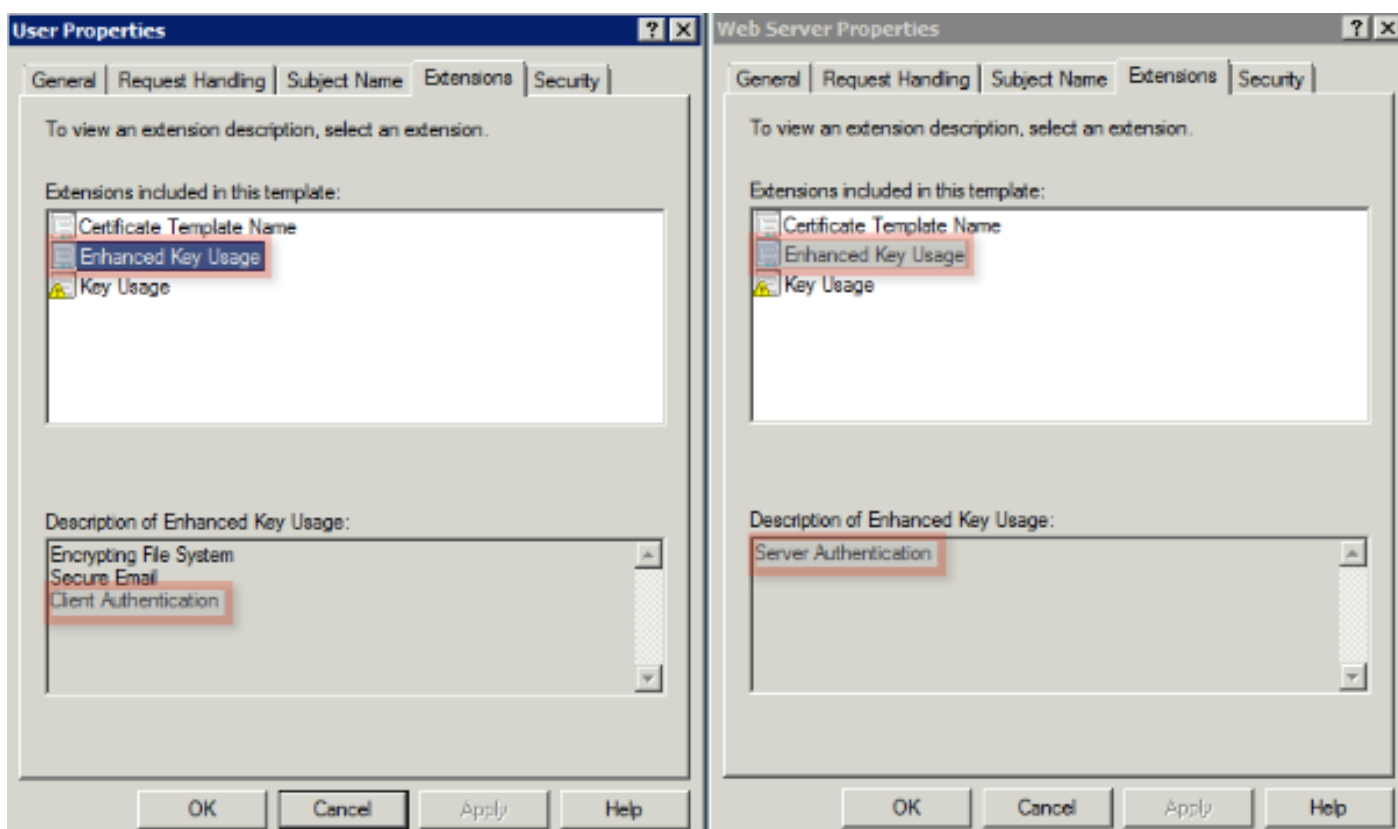 User Properties
General Request Handling Subject Name Extensions Security
To view an extension description, select an extension.
Extensions included in this template:
Certificate Template Name
Enhanced Key Usage
Key Usage
Description of Enhanced Key Usage:
Encrypting File System
Secure Email
Client Authentication
OK Cancel Apply Help
Web Server Properties
General Request Handling Subject Name Extensions Security
To view an extension description, select an extension.
Extensions included in this template:
Certificate Template Name
Enhanced Key Usage
Key Usage
Description of Enhanced Key Usage:
Server Authentication
OK Cancel Apply Help